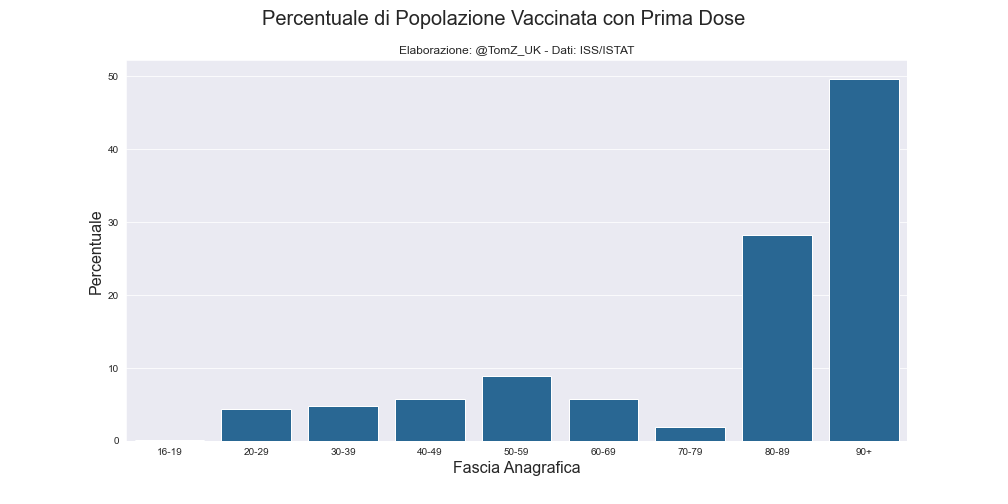 Percentuale di Popolazione Vaccinata con Prima Dose
Elaborazione: @TomZ_UK - Dati: ISS/ISTAT
Percentuale
50
40
30
20
10
0
16-19 20-29 30-39 40-49 50-59 60-69 70-79 80-89 90+
Fascia Anagrafica